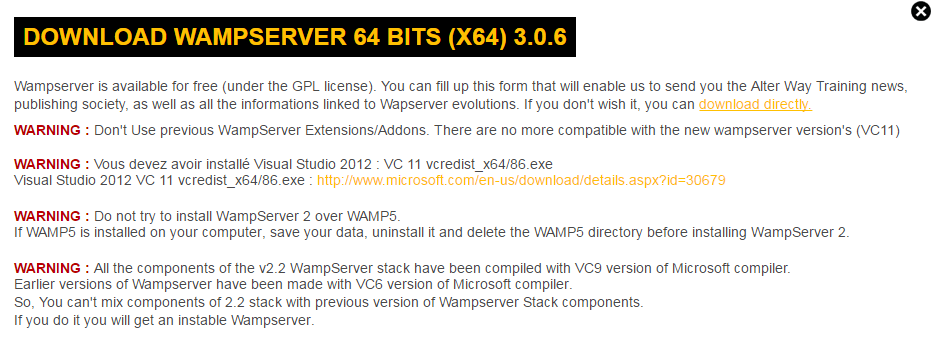 DOWNLOAD WAMPSERVER 64 BITS (X64) 3.0.6
Wampserver is available for free (under the GPL license). You can fill up this form that will enable us to send you the Alter Way Training news,
publishing society, as well as all the informations linked to Wapserver evolutions. If you don't wish it, you can download directly.
WARNING : Don't Use previous WampServer Extensions/Addons. There are no more compatible with the new wampserver version's (VC11)
WARNING : Vous devez avoir installé Visual Studio 2012 : VC 11 vcredist_x64/86.exe
Visual Studio 2012 VC 11 vcredist_x64/86.exe : http://www.microsoft.com/en-us/download/details.aspx?id=30679
WARNING : Do not try to install WampServer 2 over WAMP5.
If WAMP5 is installed on your computer, save your data, uninstall it and delete the WAMP5 directory before installing WampServer 2.
WARNING : All the components of the v2.2 WampServer stack have been compiled with VC9 version of Microsoft compiler.
Earlier versions of Wampserver have been made with VC6 version of Microsoft compiler.
So, You can't mix components of 2.2 stack with previous version of Wampserver Stack components.
If you do it you will get an instable Wampserver.